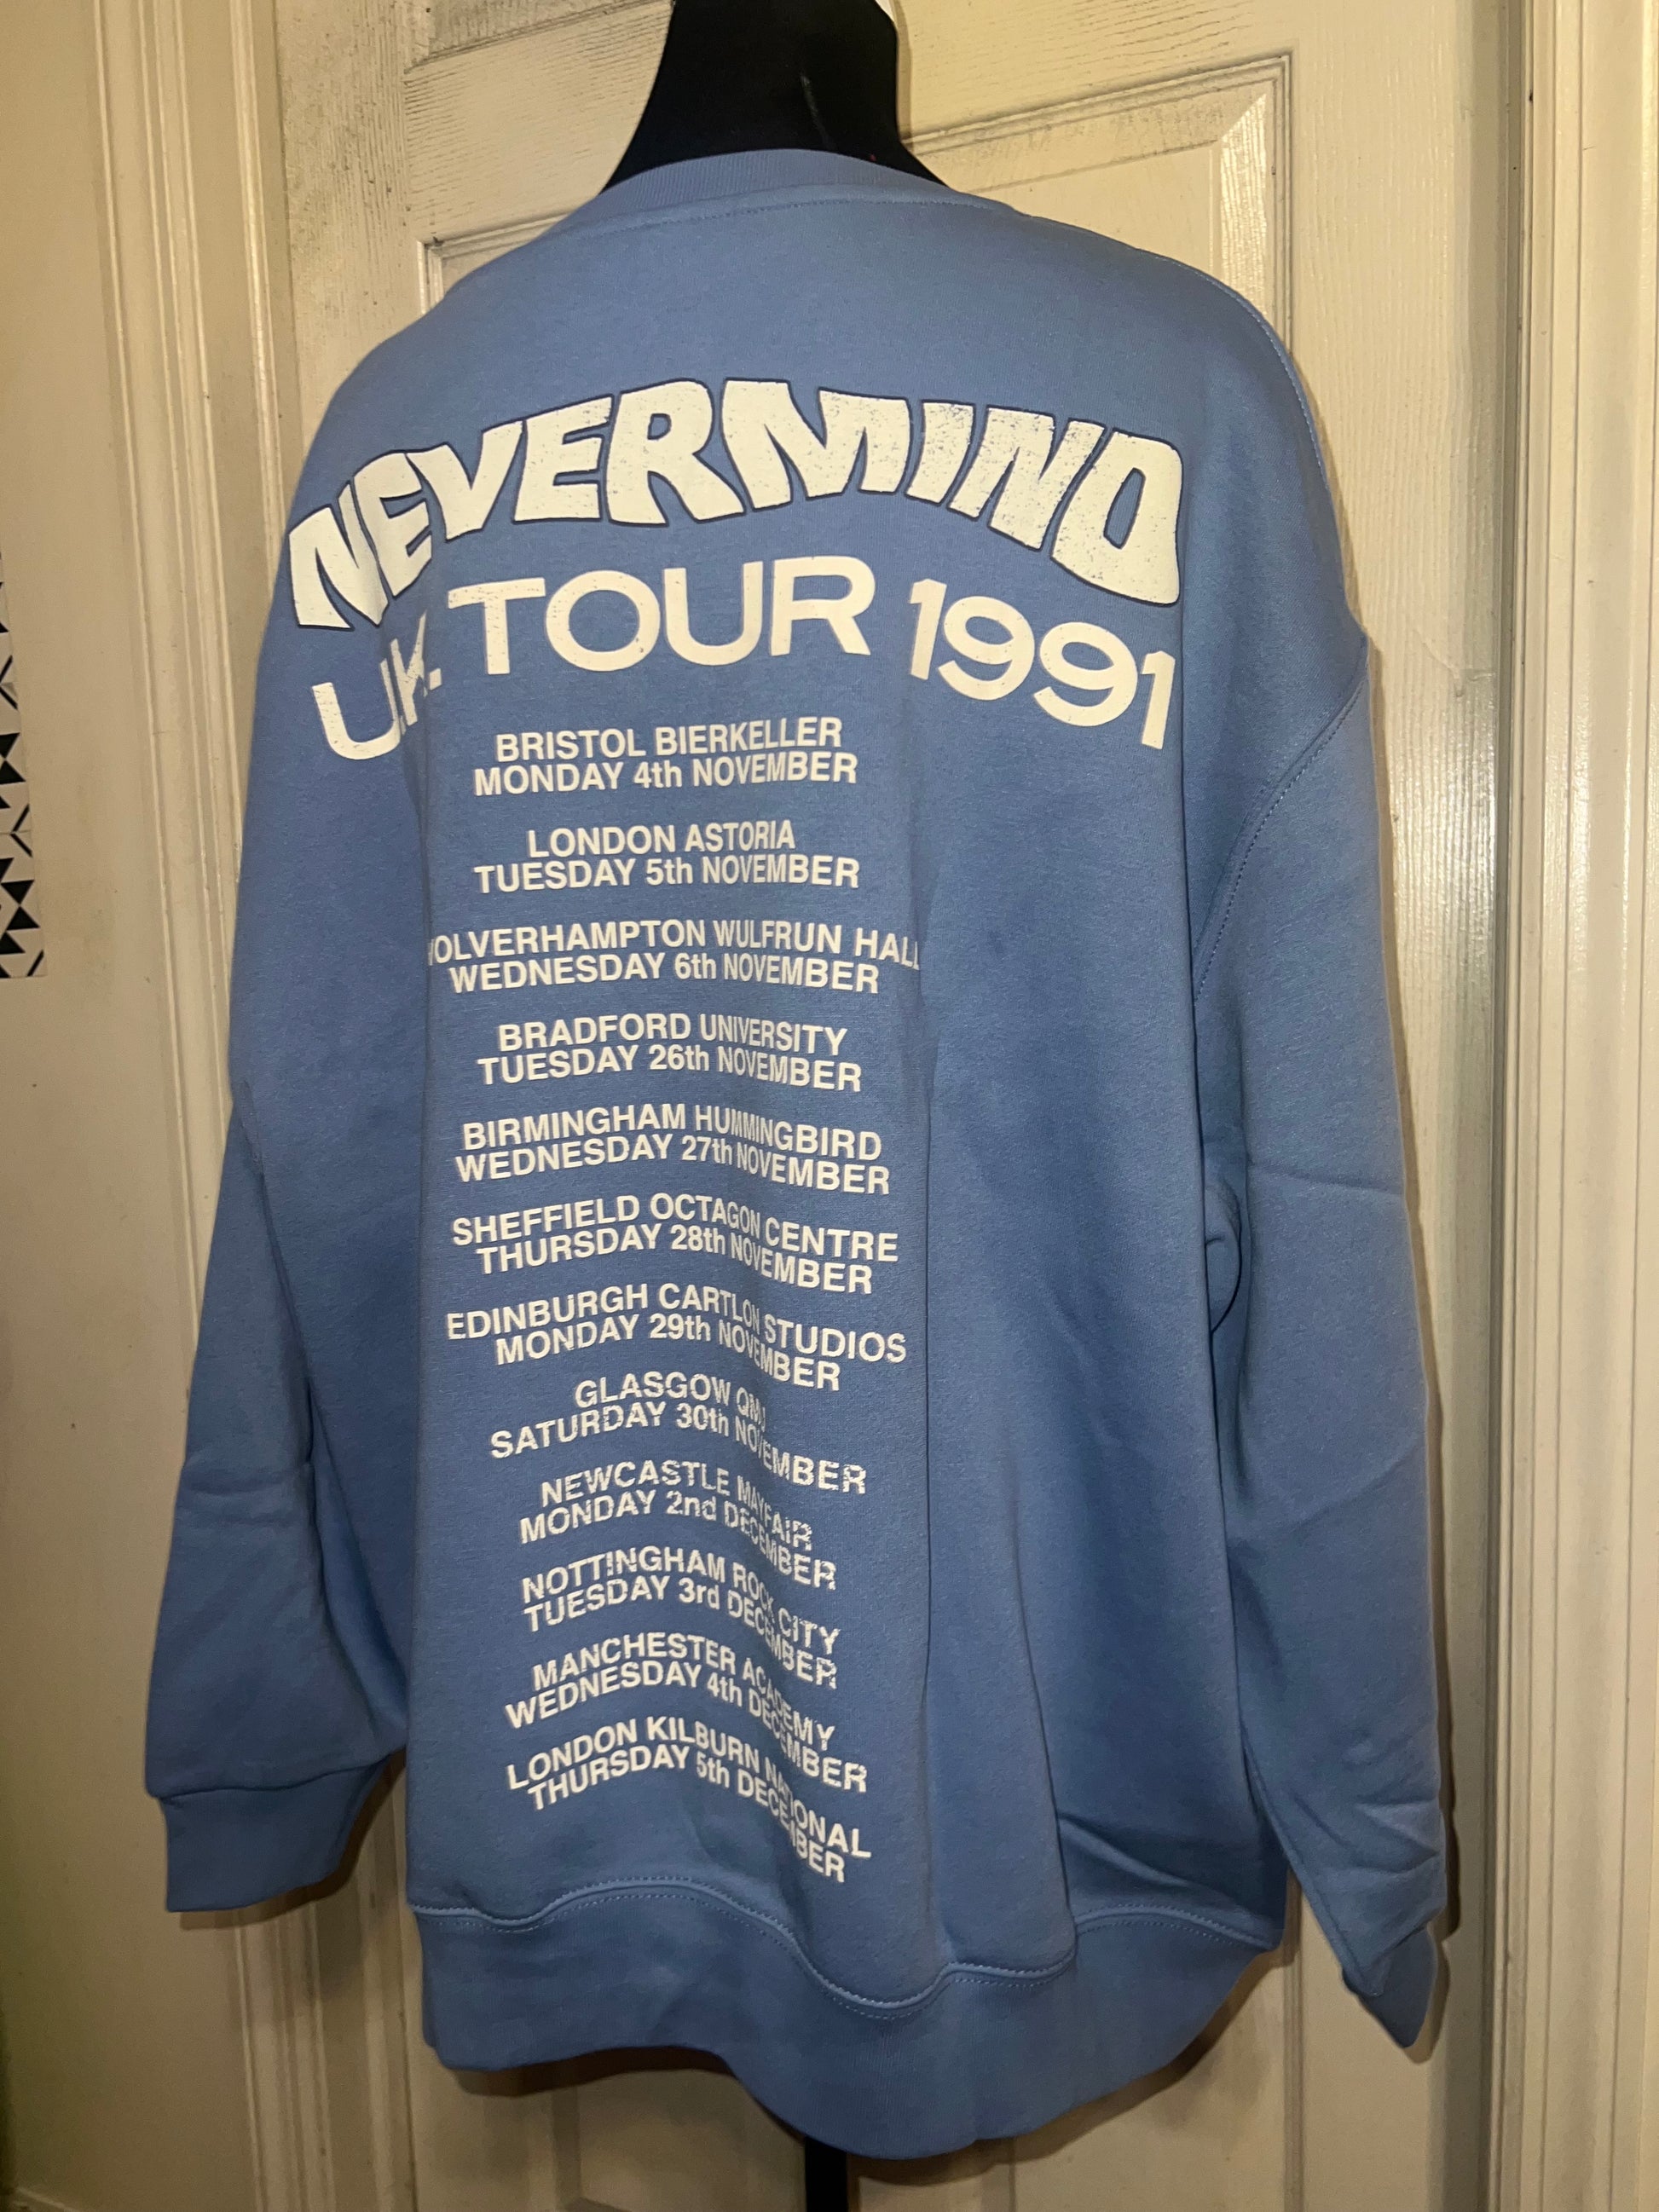 NEVERMIND
U.K. TOUR 1991
BRISTOL BIERKELLER
MONDAY 4th NOVEMBER
LONDON ASTORIA
TUESDAY 5th NOVEMBER
WOLVERHAMPTON WULFRUN HALL
WEDNESDAY 6th NOVEMBER
BRADFORD UNIVERSITY
TUESDAY 26th NOVEMBER
BIRMINGHAM HUMMINGBIRD
WEDNESDAY 27th NOVEMBER
SHEFFIELD OCTAGON CENTRE
THURSDAY 28th NOVEMBER
EDINBURGH CARTLON STUDIOS
MONDAY 29th NOVEMBER
GLASGOW QMU
SATURDAY 30th NOVEMBER
NEWCASTLE MAYFAIR
MONDAY 2nd DECEMBER
NOTTINGHAM ROCK CITY
TUESDAY 3rd DECEMBER
MANCHESTER ACADEMY
WEDNESDAY 4th DECEMBER
LONDON KILBURN NATIONAL
THURSDAY 5th DECEMBER